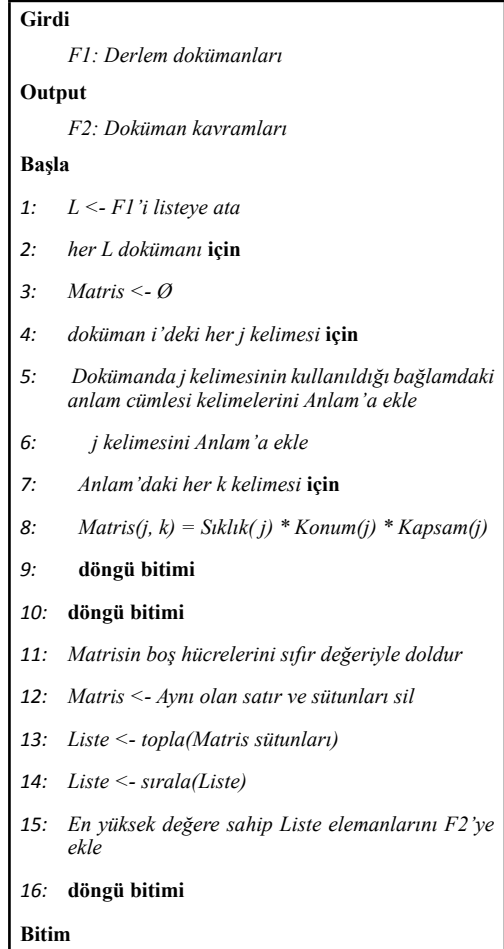 Girdi
F1: Derlem dokümanları
Output
F2: Doküman kavramları
Başla
1: L <- F1’i listeye ata
2: her L dokümanı için
3: Matris <- Ø
4: doküman i’deki her j kelimesi için
5: Dokümanda j kelimesinin kullanıldığı bağlamdaki
anlam cümlesi kelimelerini Anlam’a ekle
6: j kelimesini Anlam’a ekle
7: Anlam’daki her k kelimesi için
8: Matris(j, k) = Sıklık( j) * Konum(j) * Kapsam(j)
9: döngü bitimi
10: döngü bitimi
11: Matrisin boş hücrelerini sıfır değeriyle doldur
12: Matris <- Aynı olan satır ve sütunları sil
13: Liste <- topla(Matris sütunları)
14: Liste <- sırala(Liste)
15: En yüksek değere sahip Liste elemanlarını F2’ye
ekle
16: döngü bitimi
Bitim